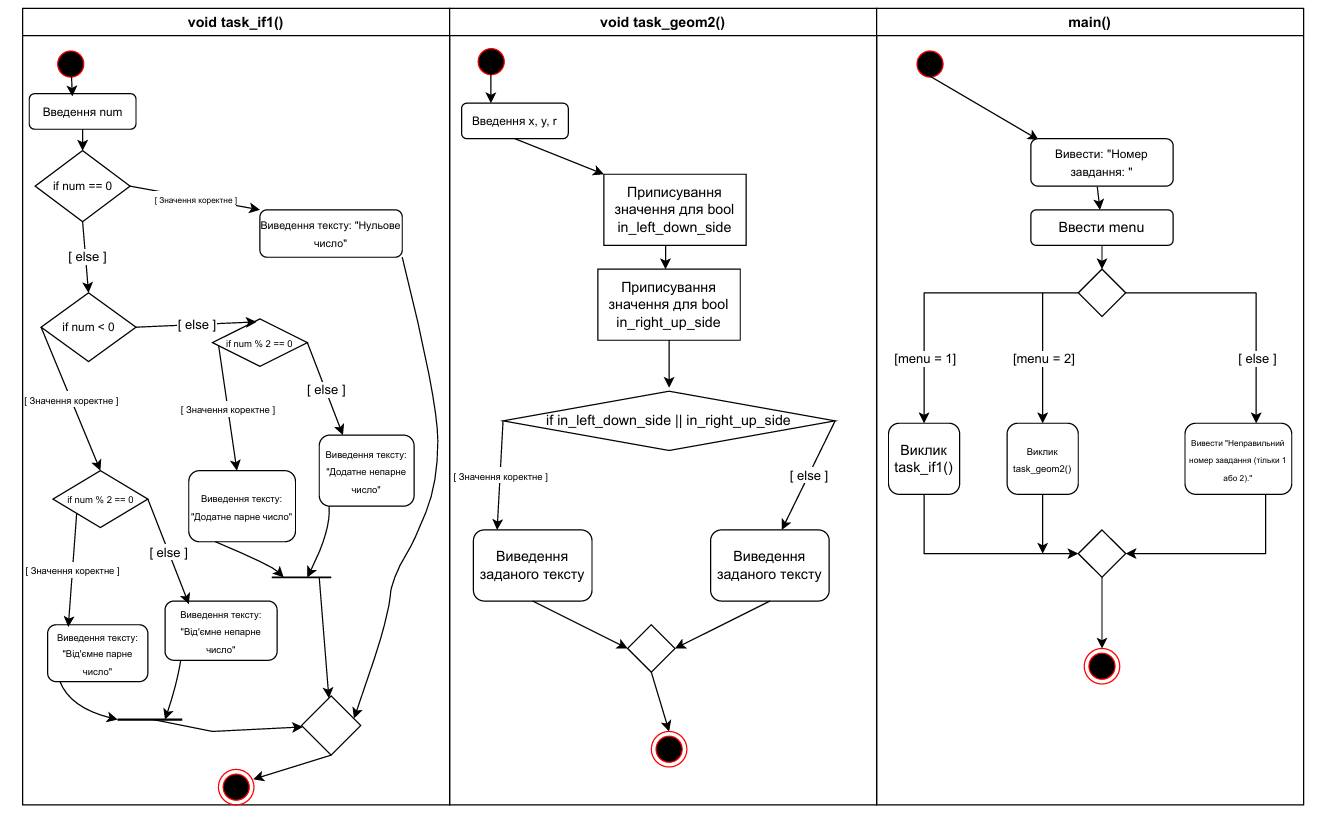 void task_if1()
Введення num
if num == 0
[ Значення коректне ]
Виведення тексту: "Нульове
число"
[ else ]
if num < 0
[ else ]
if num % 2 == 0
[ Значення коректне ]
[ Значення коректне ]
[ else ]
Виведення тексту:
"Додатне непарне
число"
Виведення тексту:
"Додатне парне число"
if num % 2 == 0
[ else ]
[ Значення коректне ]
Виведення тексту:
"Від'ємне непарне
число"
Виведення тексту:
"Від'ємне парне
число"
void task_geom2()
Введення x, y, r
Приписування
значення для bool
in_left_down_side
Приписування
значення для bool
in_right_up_side
if in_left_down_side || in_right_up_side
[ Значення коректне ]
[ else ]
Виведення
заданого тексту
Виведення
заданого тексту
main()
Вивести: "Номер
завдання: "
Ввести menu
[menu = 1]
[menu = 2]
[ else ]
Виклик
task_if1()
Виклик
task_geom2()
Вивести "Неправильний
номер завдання (тільки 1
або 2)."